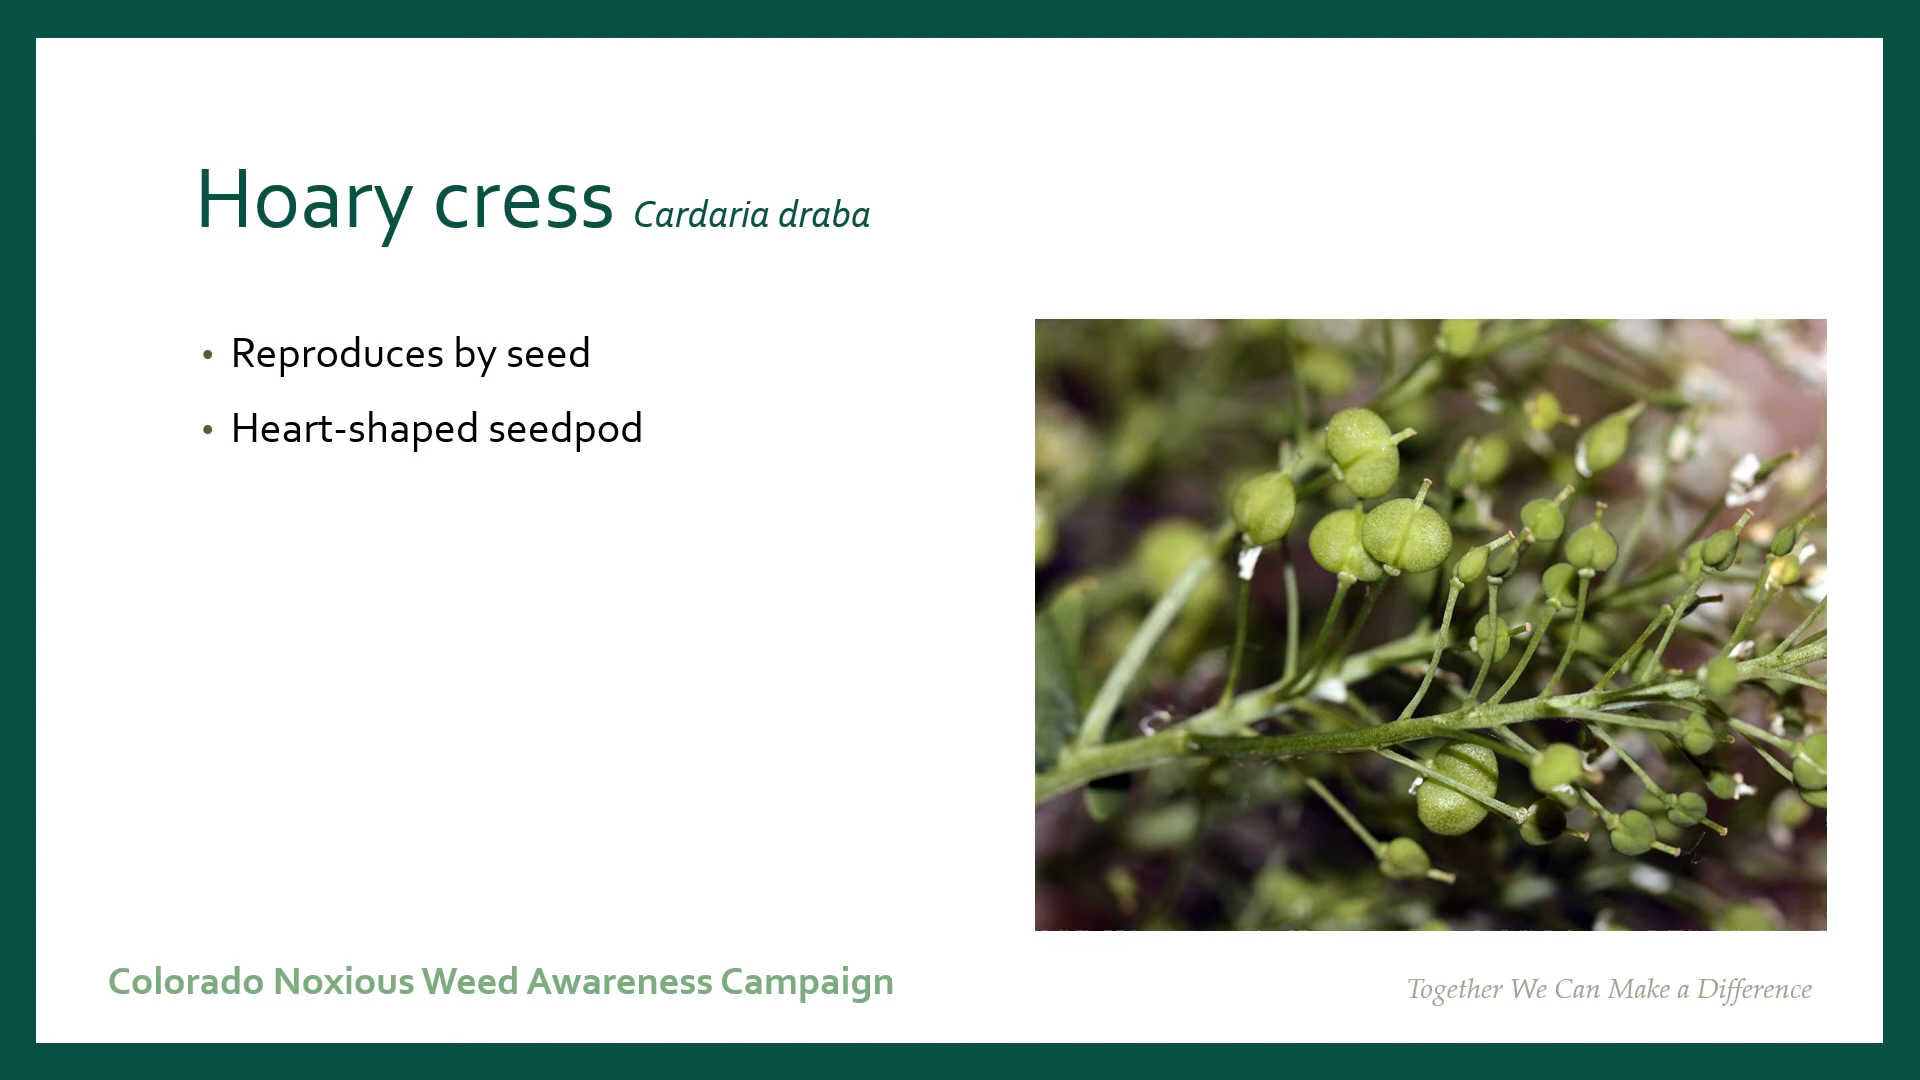 Hoary cress Cardaria draba
• Reproduces by seed
• Heart-shaped seedpod
Colorado Noxious Weed Awareness Campaign
Together We Can Make a Difference